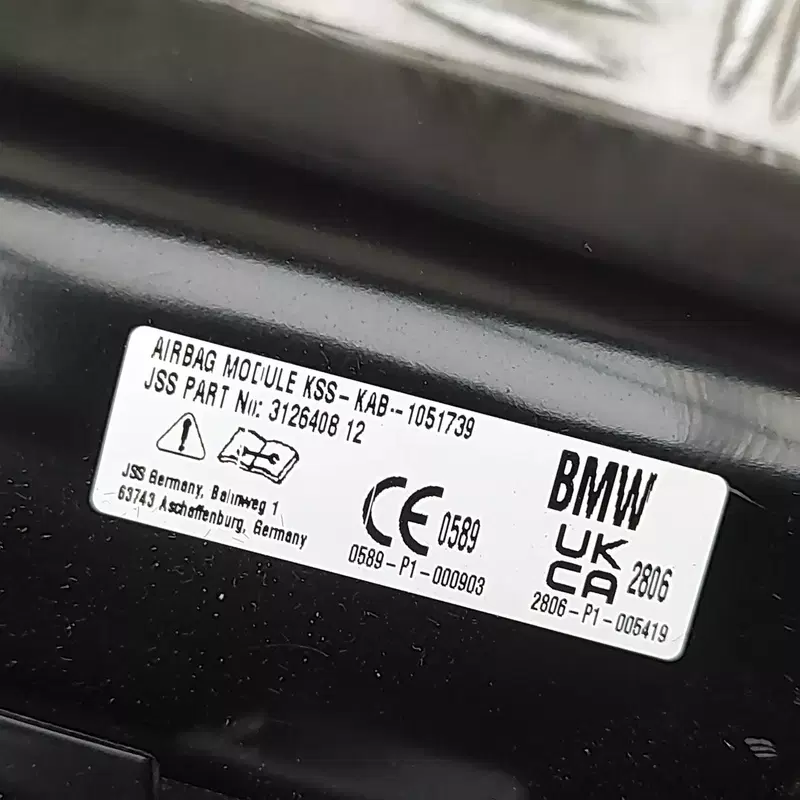 AIRBAG MODULE KSS-KAB-1051739
JSS PART No: 3126408 12
JSS Germany, Bahnweg 1
63743 Aschaffenburg, Germany
CE 0589
0589-P1-000903
BMW
UK
CA 2806
2806-P1-005419